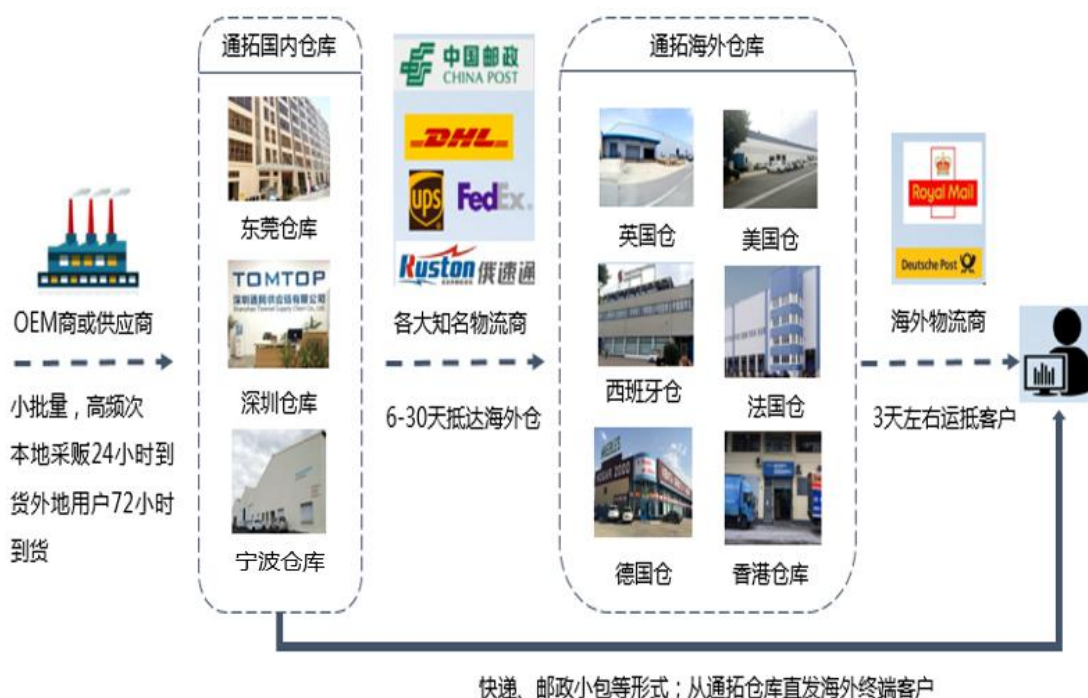 通拓国内仓库
东莞仓库
TOMTOP
深圳仓库
宁波仓库
OEM商或供应商
小批量，高频次
本地采贩24小时到
货外地用户72小时
到货
中国邮政
CHINA POST
DHL
ups
FedEx.
Ruston 俄速通
EXPRESS
各大知名物流商
6-30天抵达海外仓
通拓海外仓库
英国仓
美国仓
西班牙仓
法国仓
德国仓
香港仓库
Royal Mail
Deutsche Post
海外物流商
3天左右运抵客户
快递、邮政小包等形式；从通拓仓库直发海外终端客户